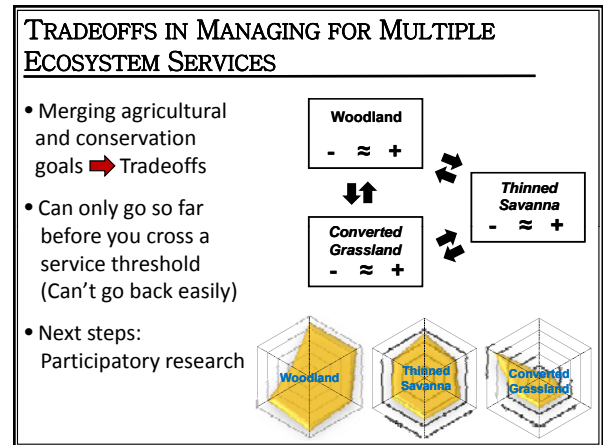 TRADEOFFS IN MANAGING FOR MULTIPLE
ECOSYSTEM SERVICES
• Merging agricultural
and conservation
goals Tradeoffs
• Can only go so far
before you cross a
service threshold
(Can't go back easily)
• Next steps:
Participatory research
Woodland
- ≈ +
Thinned
Savanna
- ≈ +
Converted
Grassland
- ≈ +
Woodland
Thinned
Savanna
Converted
Grassland